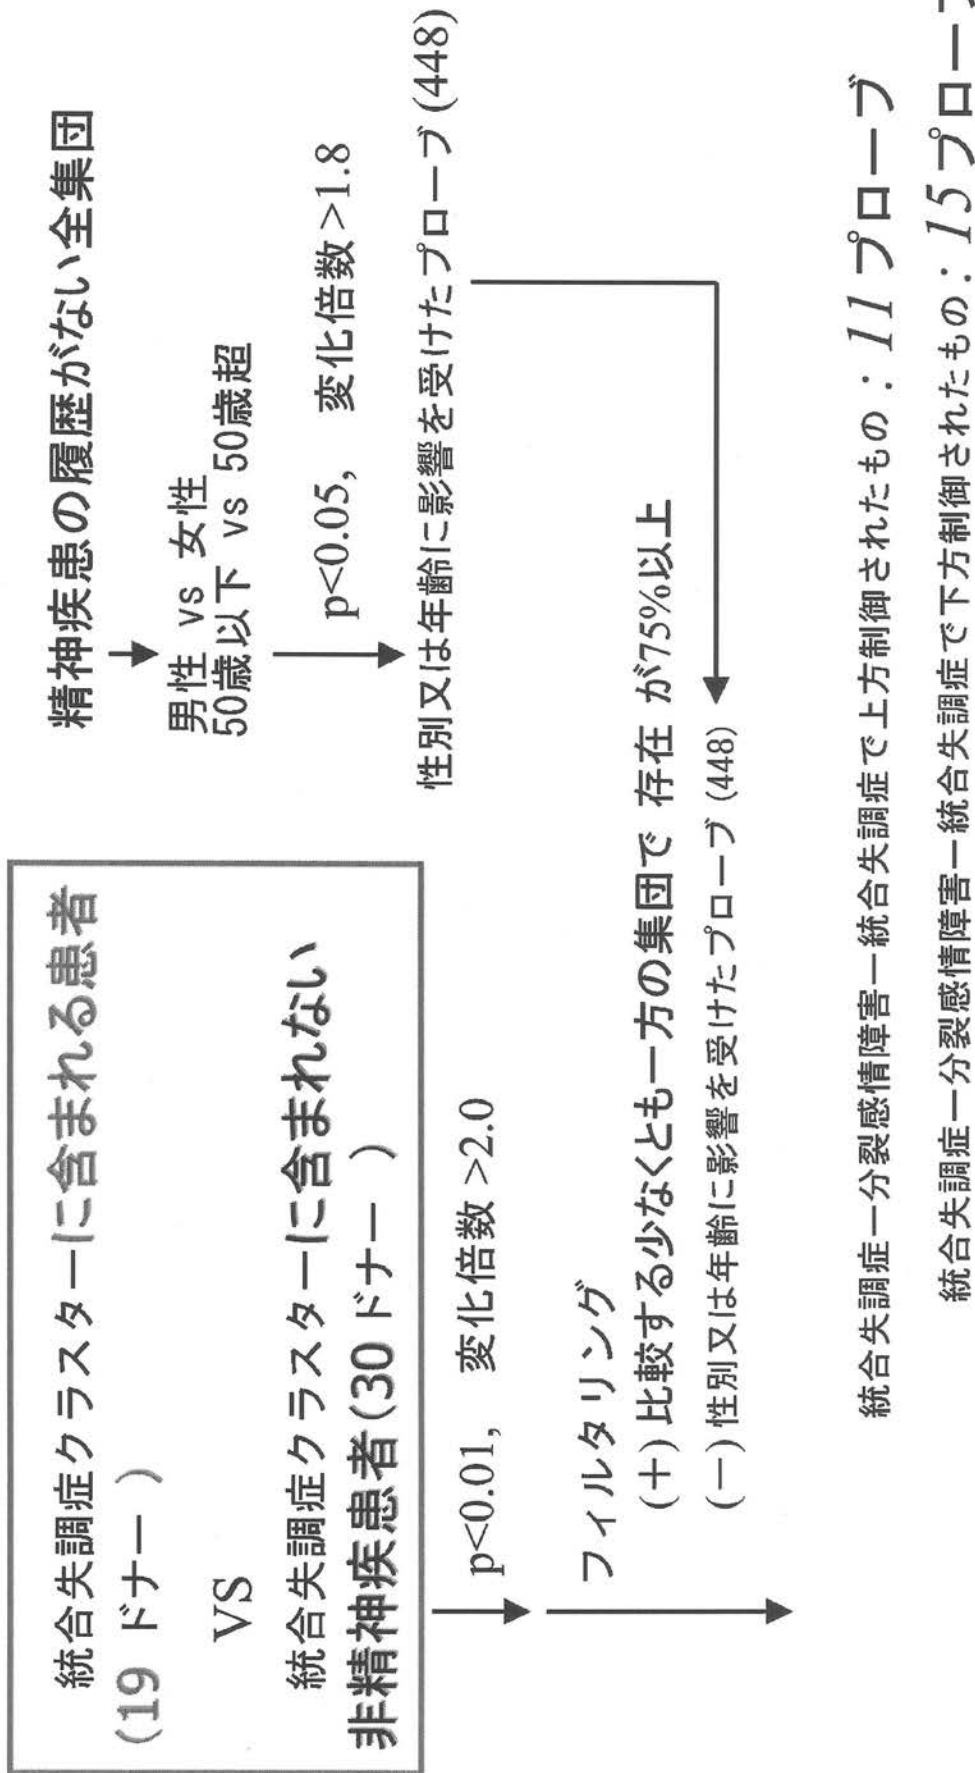 統合失調症クラスターに含まれる患者
(19 ドナー )
VS
統合失調症クラスターに含まれない
非精神疾患者(30 ドナー )
p<0.01, 変化倍数 >2.0
フィルタリング
(+)比較する少なくとも一方の集団で 存在 が75%以上
(-)性別又は年齢に影響を受けたプローブ (448)
精神疾患の履歴がない全集団
男性 vs 女性
50歳以下 vs 50歳超
p<0.05, 変化倍数 >1.8
性別又は年齢に影響を受けたプローブ (448)
統合失調症ー分裂感情障害ー統合失調症で上方制御されたもの : 11 プローブ
統合失調症ー分裂感情障害ー統合失調症で下方制御されたもの : 15 プローブ